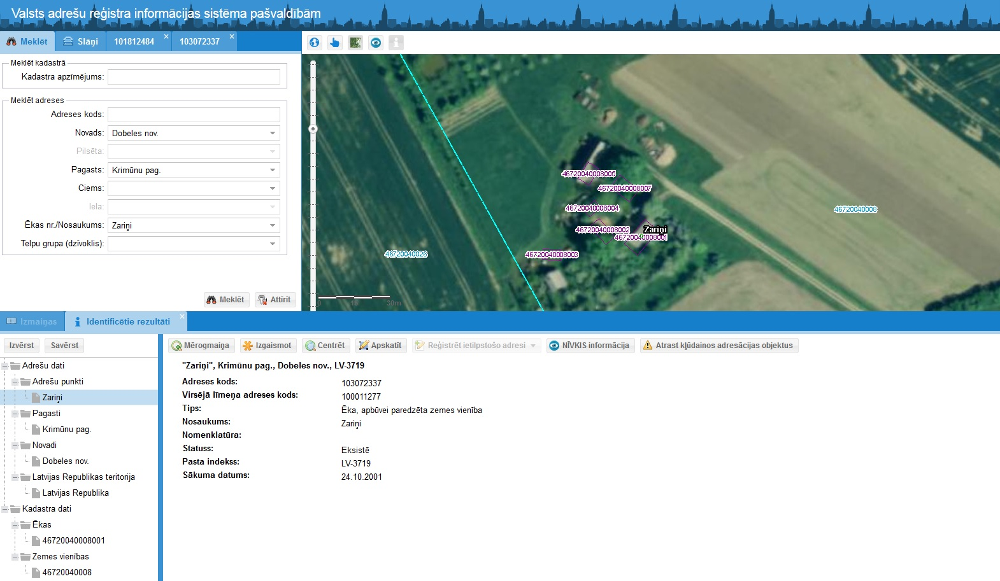 Valsts adrešu reģistra informācijas sistēma pašvaldībām
Meklēt
Slāņi
101812484
103072337
Meklēt kadastrā
Kadastra apzīmējums:
Meklēt adreses
Adreses kods:
Novads: Dobeles nov.
Pilsēta:
Pagasts: Krimūnu pag.
Ciems:
Iela:
Ēkas nr./Nosaukums: Zariņi
Telpu grupa (dzīvoklis):
Meklēt
Attīrīt
46720040008005
46720040008007
46720040008004
46720040008
46720040008002
Zariņi
46720040008001
46720040026
46720040008003
0 15 30m
Izmaiņas
Identificētie rezultāti
Izvērst
Savērst
Adrešu dati
Adrešu punkti
Zariņi
Pagasti
Krimūnu pag.
Novadi
Dobeles nov.
Latvijas Republikas teritorija
Latvijas Republika
Kadastra dati
Ēkas
46720040008001
Zemes vienības
46720040008
Mērogmaiņa
Izgaismot
Centrēt
Apskatīt
Reģistrēt ietilpstošo adresi
NĪVKIS informācija
Atrast kļūdainos adresācijas objektus
"Zariņi", Krimūnu pag., Dobeles nov., LV-3719
Adreses kods: 103072337
Virsējā līmeņa adreses kods: 100011277
Tips: Ēka, apbūvei paredzēta zemes vienība
Nosaukums: Zariņi
Nomenklatūra:
Statuss: Eksistē
Pasta indekss: LV-3719
Sākuma datums: 24.10.2001